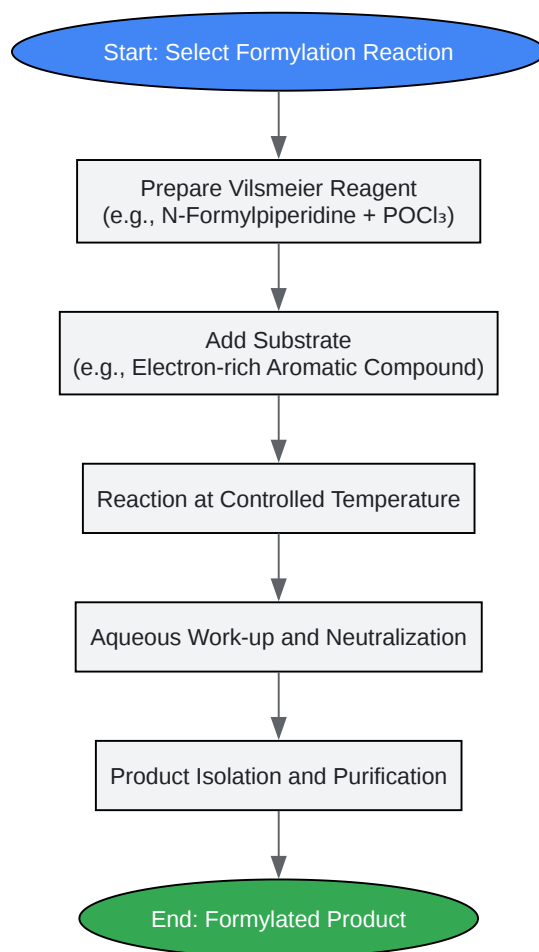 Start: Select Formylation Reaction
Prepare Vilsmeier Reagent
(e.g., N-Formylpiperidine + POCl₃)
Add Substrate
(e.g., Electron-rich Aromatic Compound)
Reaction at Controlled Temperature
Aqueous Work-up and Neutralization
Product Isolation and Purification
End: Formylated Product